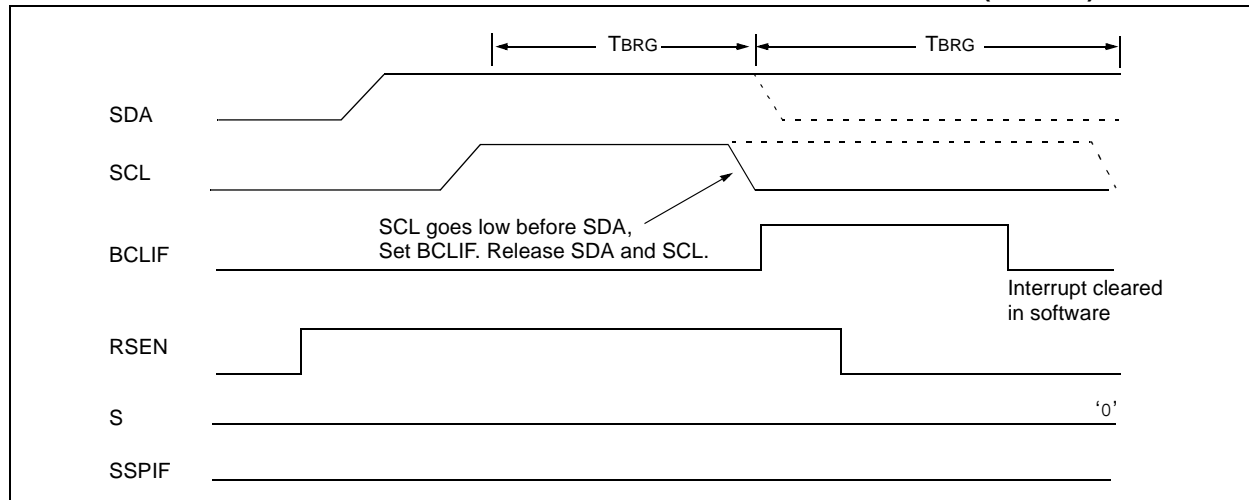 TBRG
TBRG
SDA
SCL
SCL goes low before SDA,
Set BCLIF. Release SDA and SCL.
BCLIF
Interrupt cleared
in software
RSEN
S
‘0’
SSPIF